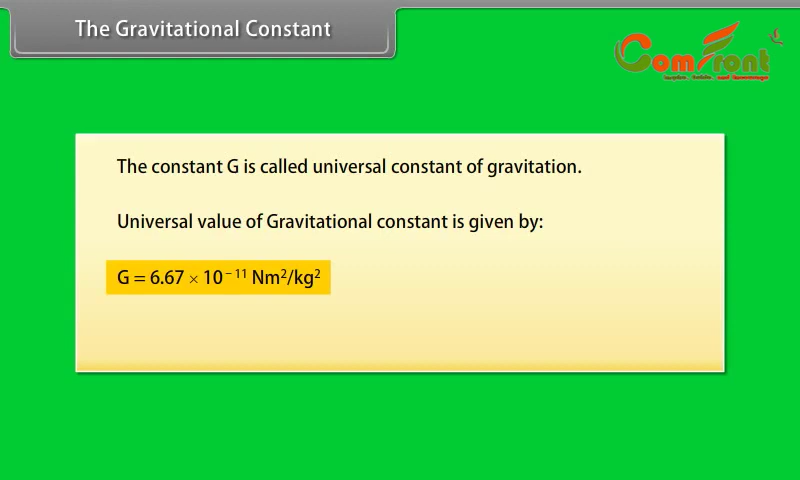 The Gravitational Constant
ComFront
The constant G is called universal constant of gravitation.
Universal value of Gravitational constant is given by:
G = 6.67 × 10⁻¹¹ Nm²/kg²